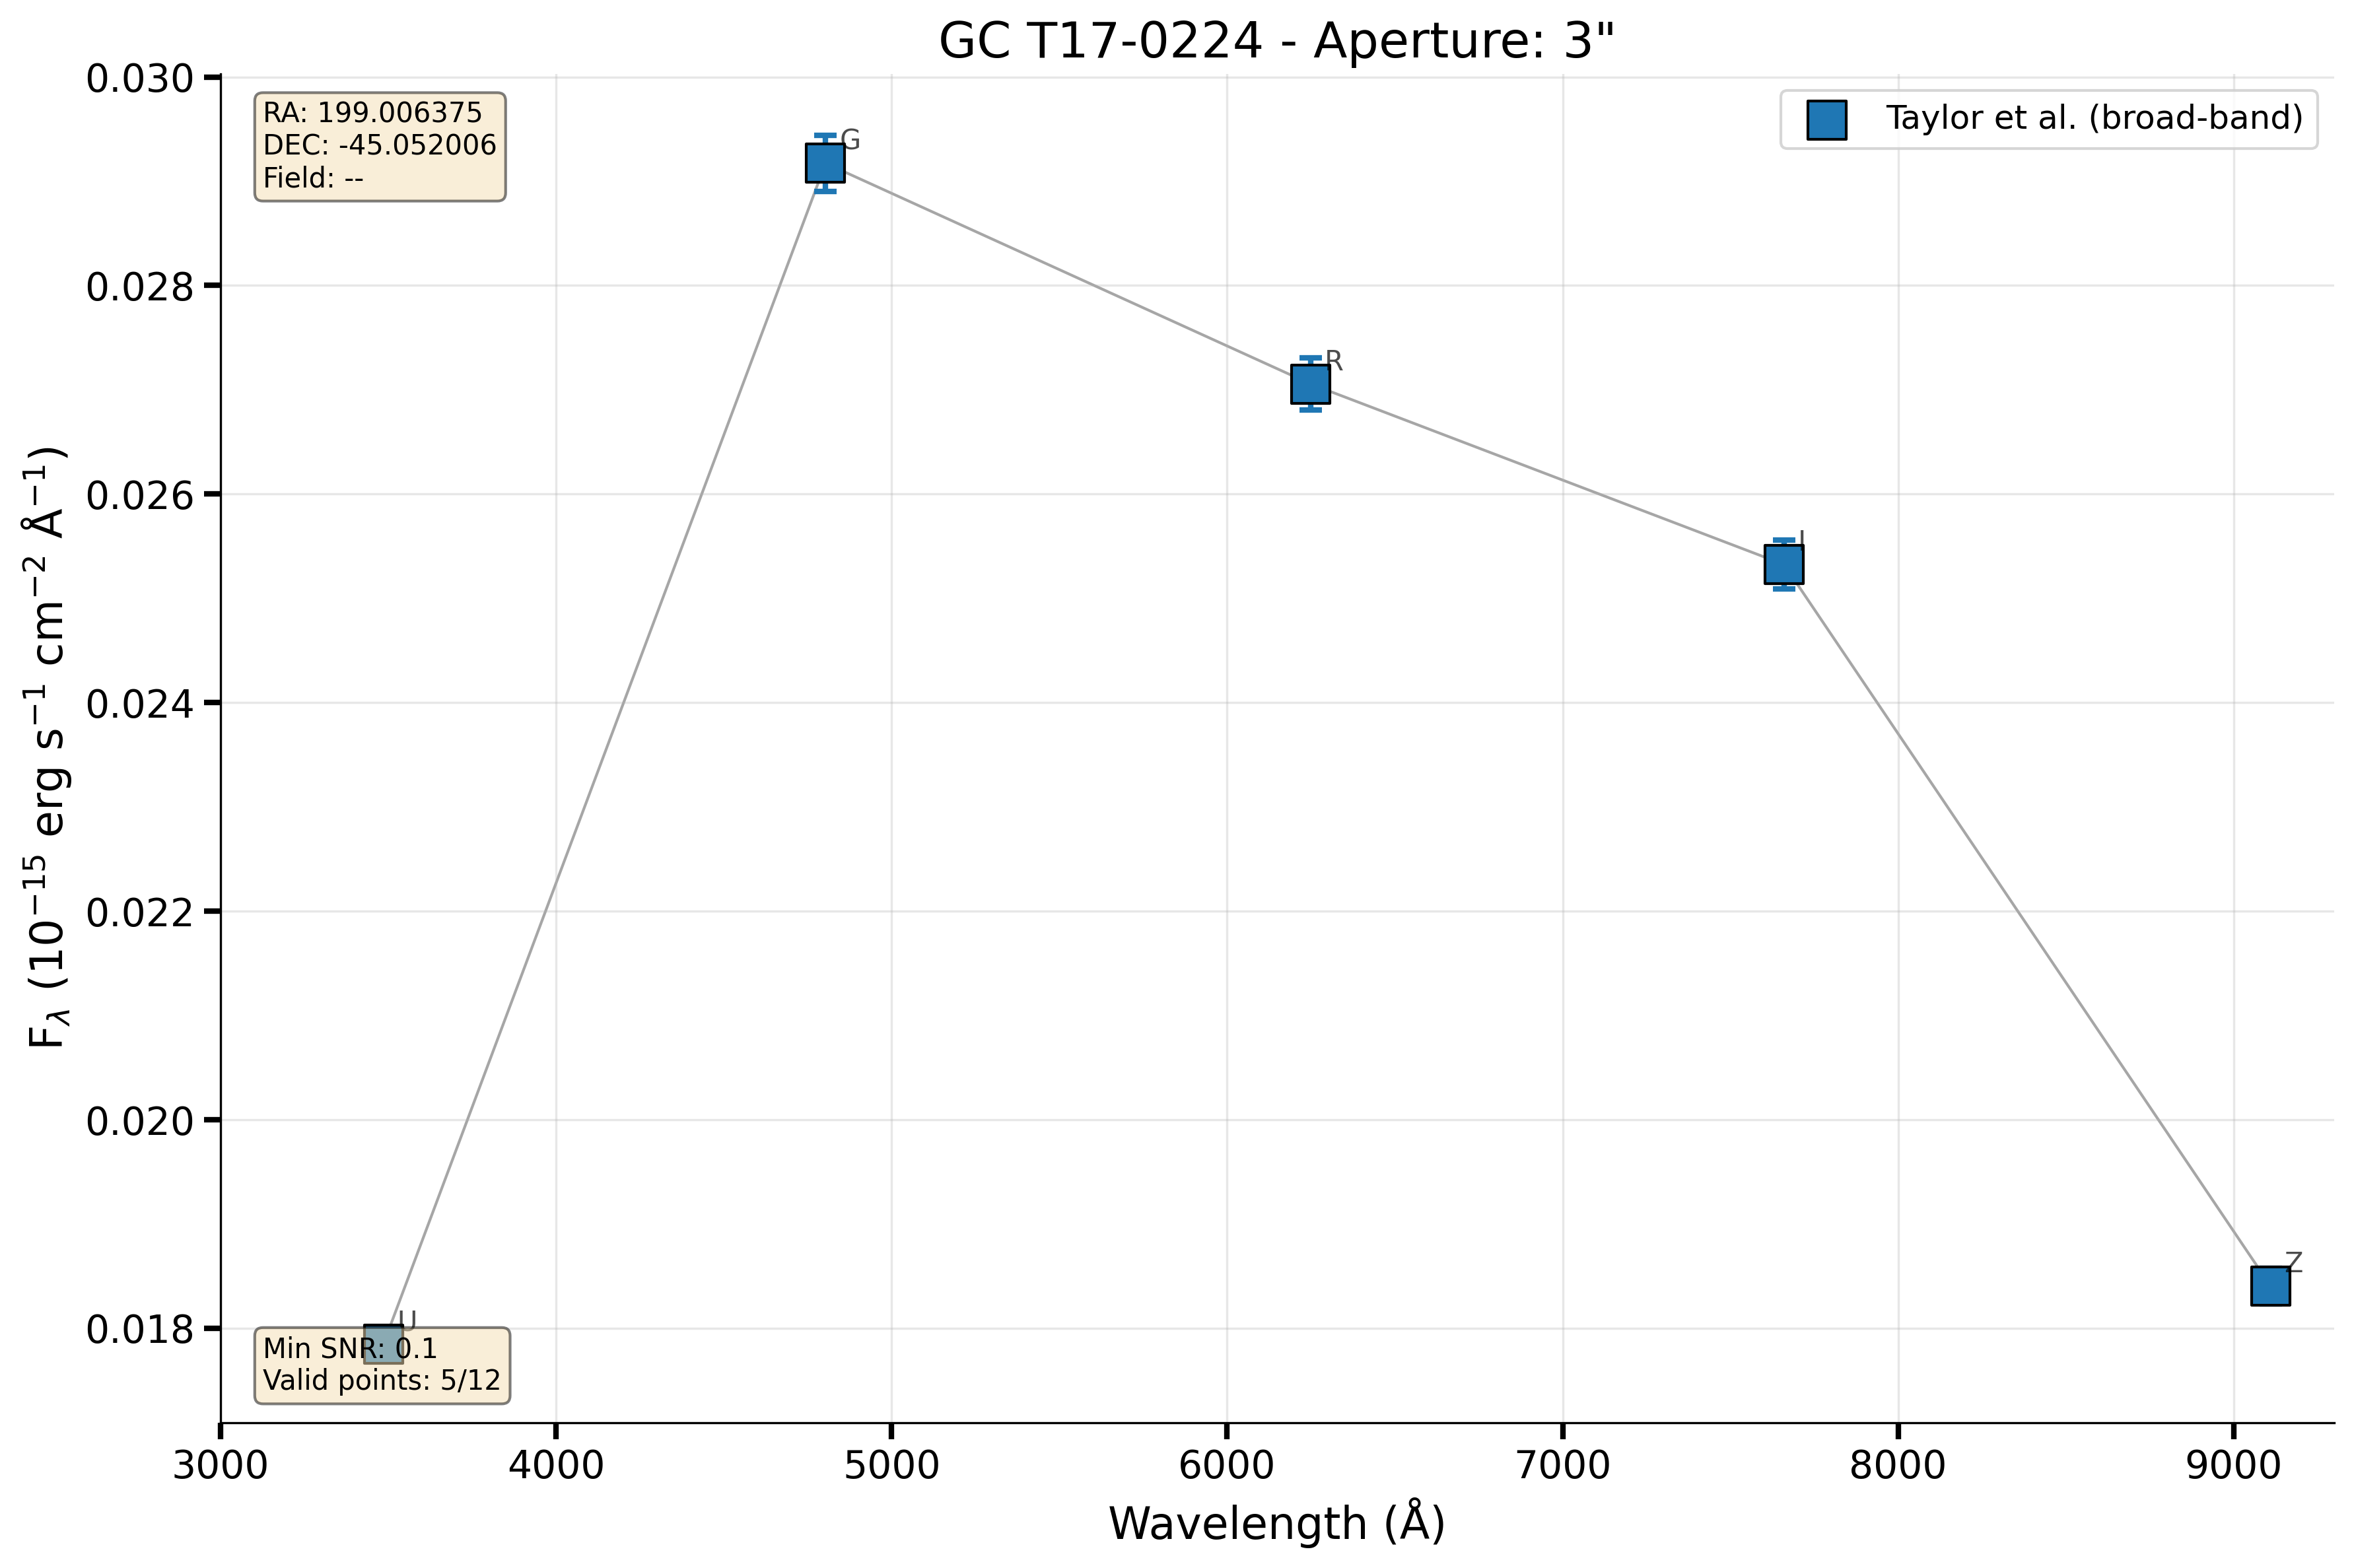 GC T17-0224 - Aperture: 3"
RA: 199.006375
DEC: -45.052006
Field: --
Taylor et al. (broad-band)
G
R
I
Z
U
Min SNR: 0.1
Valid points: 5/12
0.030
0.028
0.026
0.024
0.022
0.020
0.018
F_λ (10⁻¹⁵ erg s⁻¹ cm⁻² Å⁻¹)
3000 4000 5000 6000 7000 8000 9000
Wavelength (Å)